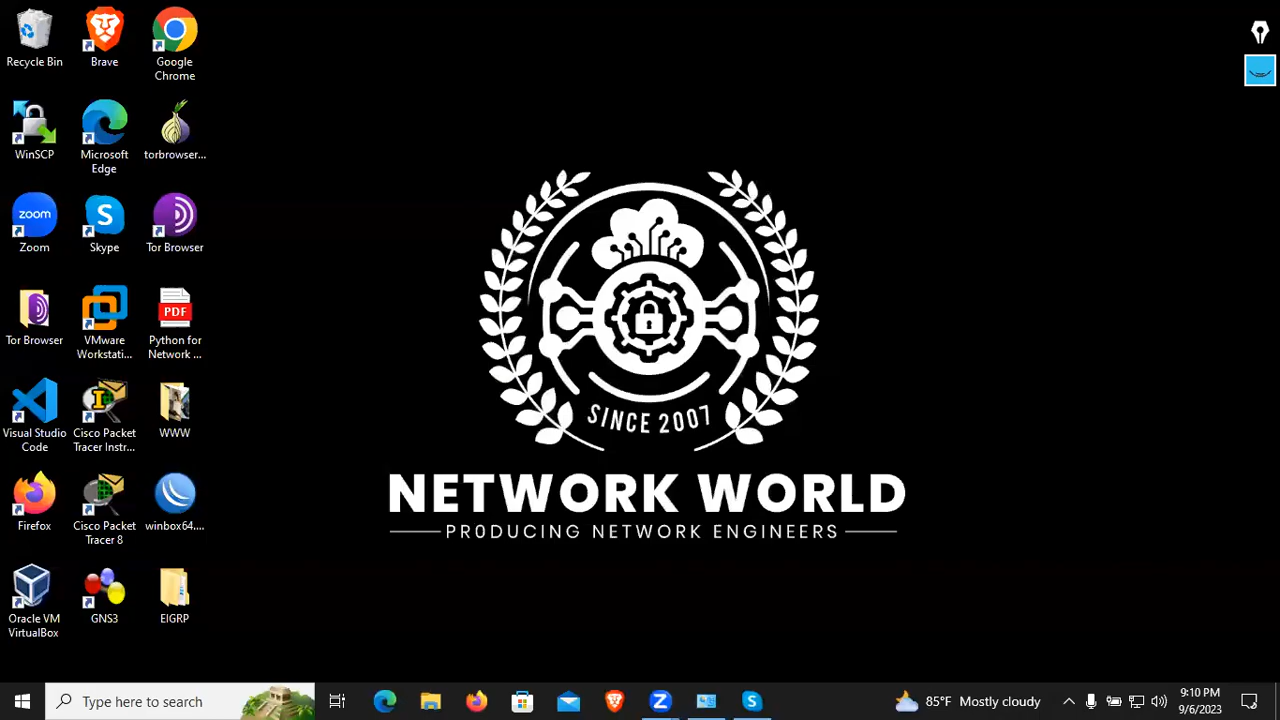 Recycle Bin
Brave
Google
Chrome
WinSCP
Microsoft
Edge
torbrowser...
zoom
Zoom
S
Skype
Tor Browser
Tor Browser
VMware
Workstati...
PDF
Python for
Network ...
Visual Studio
Code
Cisco Packet
Tracer Instr...
WWW
Firefox
Cisco Packet
Tracer 8
winbox64....
Oracle VM
VirtualBox
GNS3
EIGRP
SINCE 2007
NETWORK WORLD
PR0DUCING NETWORK ENGINEERS
Type here to search
Z
S
85°F Mostly cloudy
9:10 PM
9/6/2023